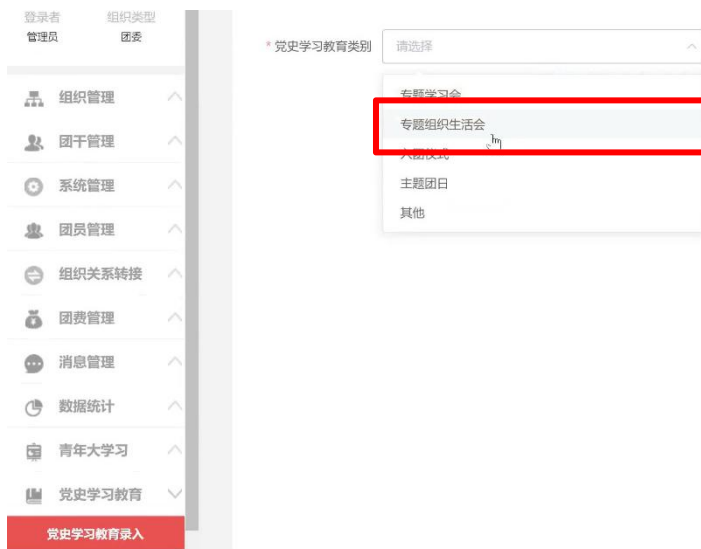 登录者 组织类型
管理员 团委
组织管理
团干管理
系统管理
团员管理
组织关系转接
团费管理
消息管理
数据统计
青年大学习
党史学习教育
党史学习教育录入
* 党史学习教育类别 请选择
专题学习会
专题组织生活会
入团仪式
主题团日
其他